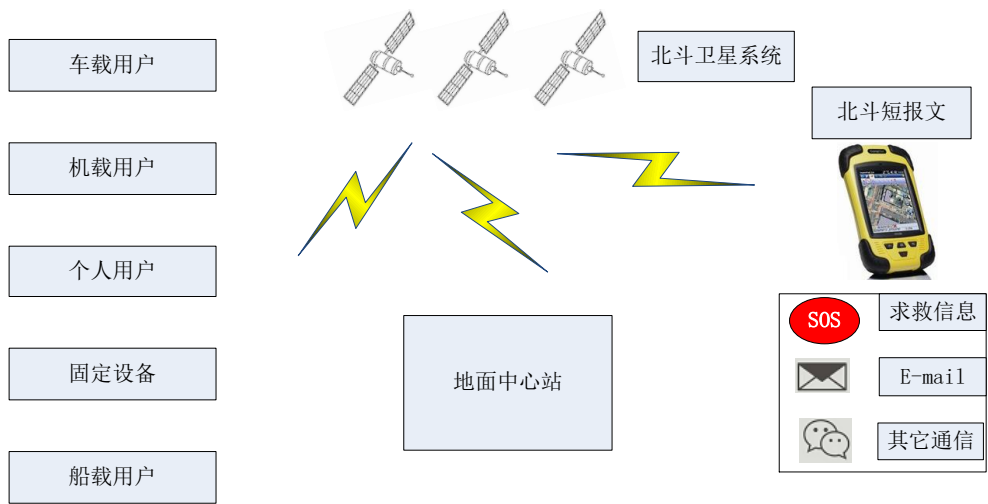 车载用户
机载用户
个人用户
固定设备
船载用户
北斗卫星系统
北斗短报文
地面中心站
SOS
求救信息
E-mail
其它通信